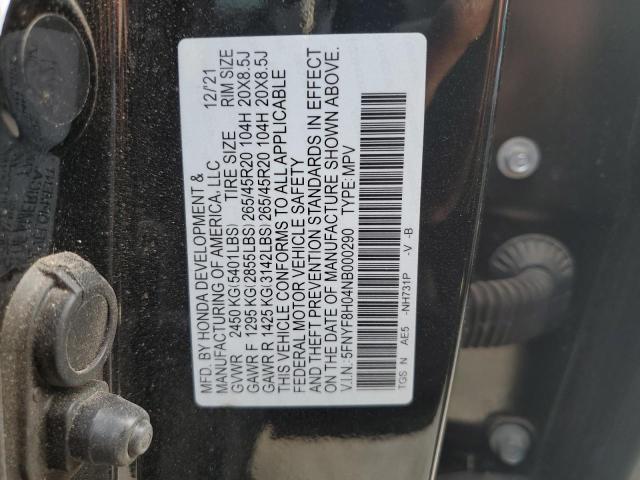 MFD. BY HONDA DEVELOPMENT &
MANUFACTURING OF AMERICA, LLC 12/21
GVWR 2450 KG(5401LBS) TIRE SIZE RIM SIZE
GAWR F 1295 KG(2855LBS) 265/45R20 104H 20X8.5J
GAWR R 1425 KG(3142LBS) 265/45R20 104H 20X8.5J
THIS VEHICLE CONFORMS TO ALL APPLICABLE
FEDERAL MOTOR VEHICLE SAFETY
AND THEFT PREVENTION STANDARDS IN EFFECT
ON THE DATE OF MANUFACTURE SHOWN ABOVE.
V.I.N.:5FNYF8H04NB000290 TYPE:MPV
TGS N AE5 -NH731P -V -B